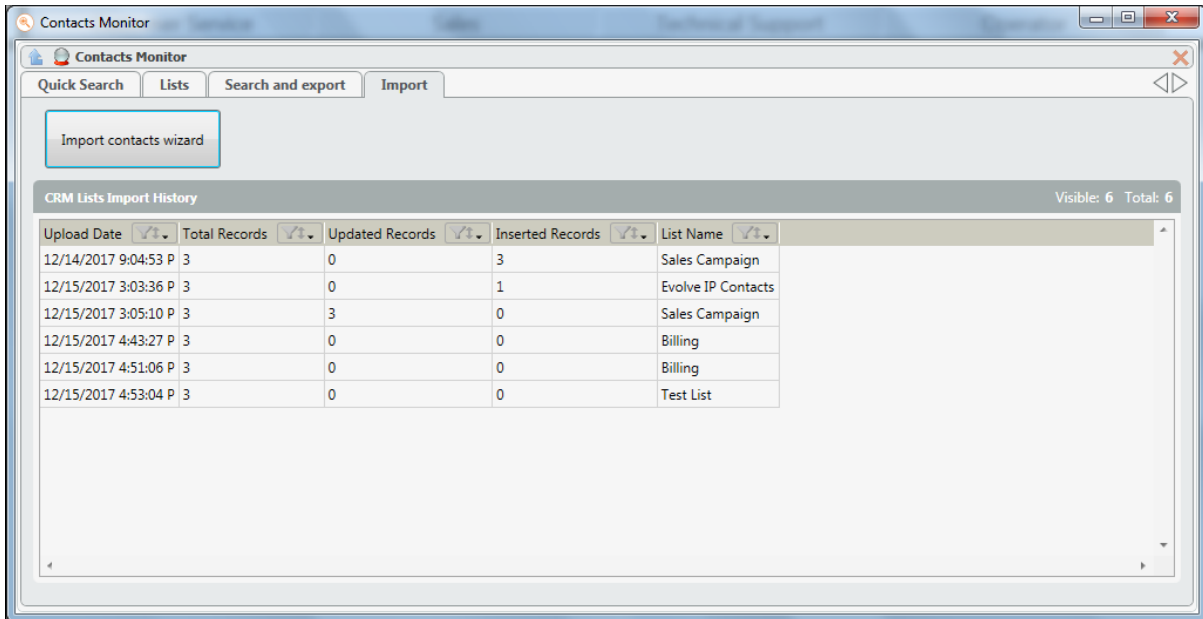 Contacts Monitor
Contacts Monitor
Quick Search Lists Search and export Import
Import contacts wizard
CRM Lists Import History Visible: 6 Total: 6
Upload Date Total Records Updated Records Inserted Records List Name
12/14/2017 9:04:53 P 3 0 3 Sales Campaign
12/15/2017 3:03:36 P 3 0 1 Evolve IP Contacts
12/15/2017 3:05:10 P 3 3 0 Sales Campaign
12/15/2017 4:43:27 P 3 0 0 Billing
12/15/2017 4:51:06 P 3 0 0 Billing
12/15/2017 4:53:04 P 3 0 0 Test List